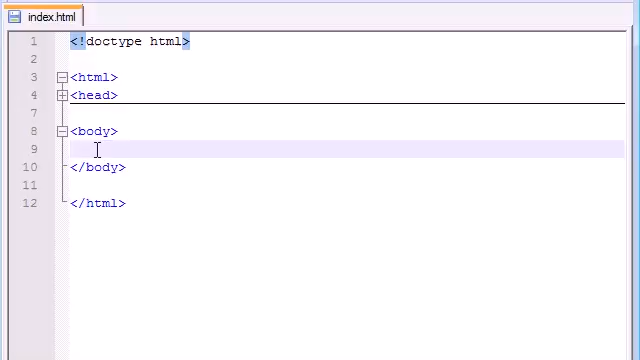 index.html
1 <!doctype html>
2
3 <html>
4 <head>
7
8 <body>
9
10 </body>
11
12 </html>